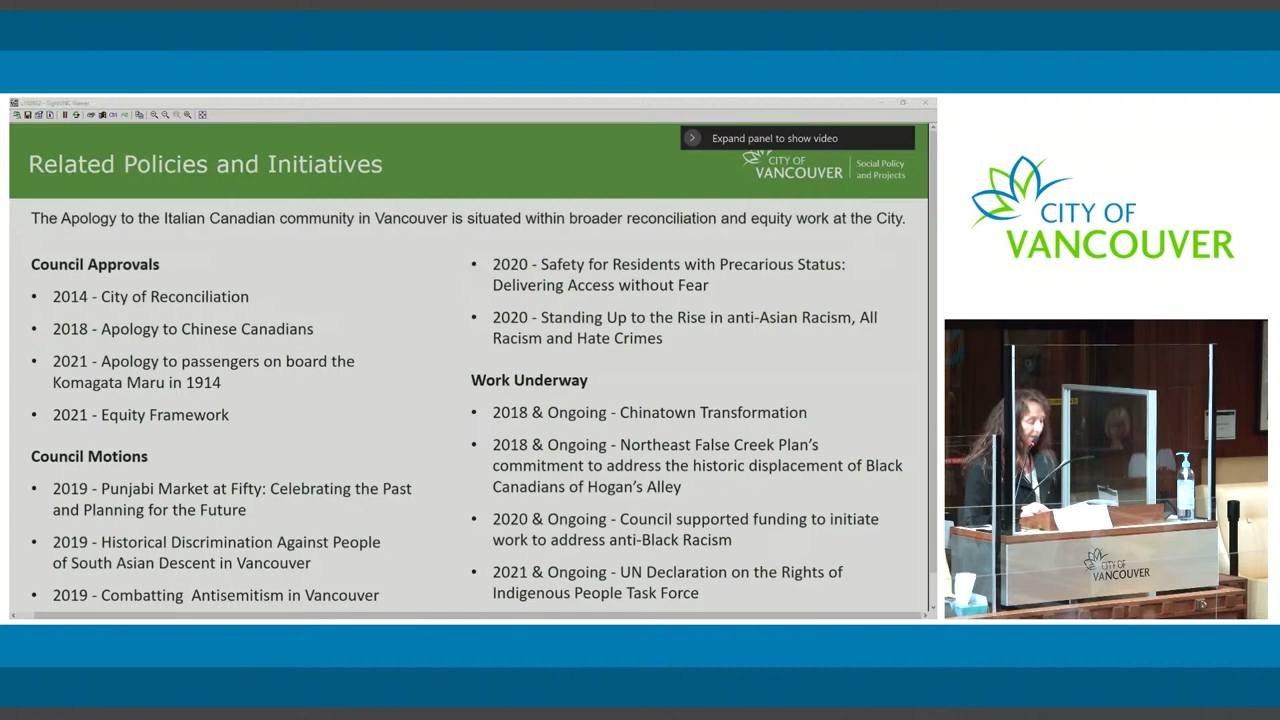 Expand panel to show video
Related Policies and Initiatives
CITY OF
VANCOUVER
Social Policy
and Projects
The Apology to the Italian Canadian community in Vancouver is situated within broader reconciliation and equity work at the City.
Council Approvals
• 2014 - City of Reconciliation
• 2018 - Apology to Chinese Canadians
• 2021 - Apology to passengers on board the
Komagata Maru in 1914
• 2021 - Equity Framework
Council Motions
• 2019 - Punjabi Market at Fifty: Celebrating the Past
and Planning for the Future
• 2019 - Historical Discrimination Against People
of South Asian Descent in Vancouver
• 2019 - Combatting Antisemitism in Vancouver
• 2020 - Safety for Residents with Precarious Status:
Delivering Access without Fear
• 2020 - Standing Up to the Rise in anti-Asian Racism, All
Racism and Hate Crimes
Work Underway
• 2018 & Ongoing - Chinatown Transformation
• 2018 & Ongoing - Northeast False Creek Plan's
commitment to address the historic displacement of Black
Canadians of Hogan's Alley
• 2020 & Ongoing - Council supported funding to initiate
work to address anti-Black Racism
• 2021 & Ongoing - UN Declaration on the Rights of
Indigenous People Task Force
CITY OF
VANCOUVER
CITY OF
VANCOUVER